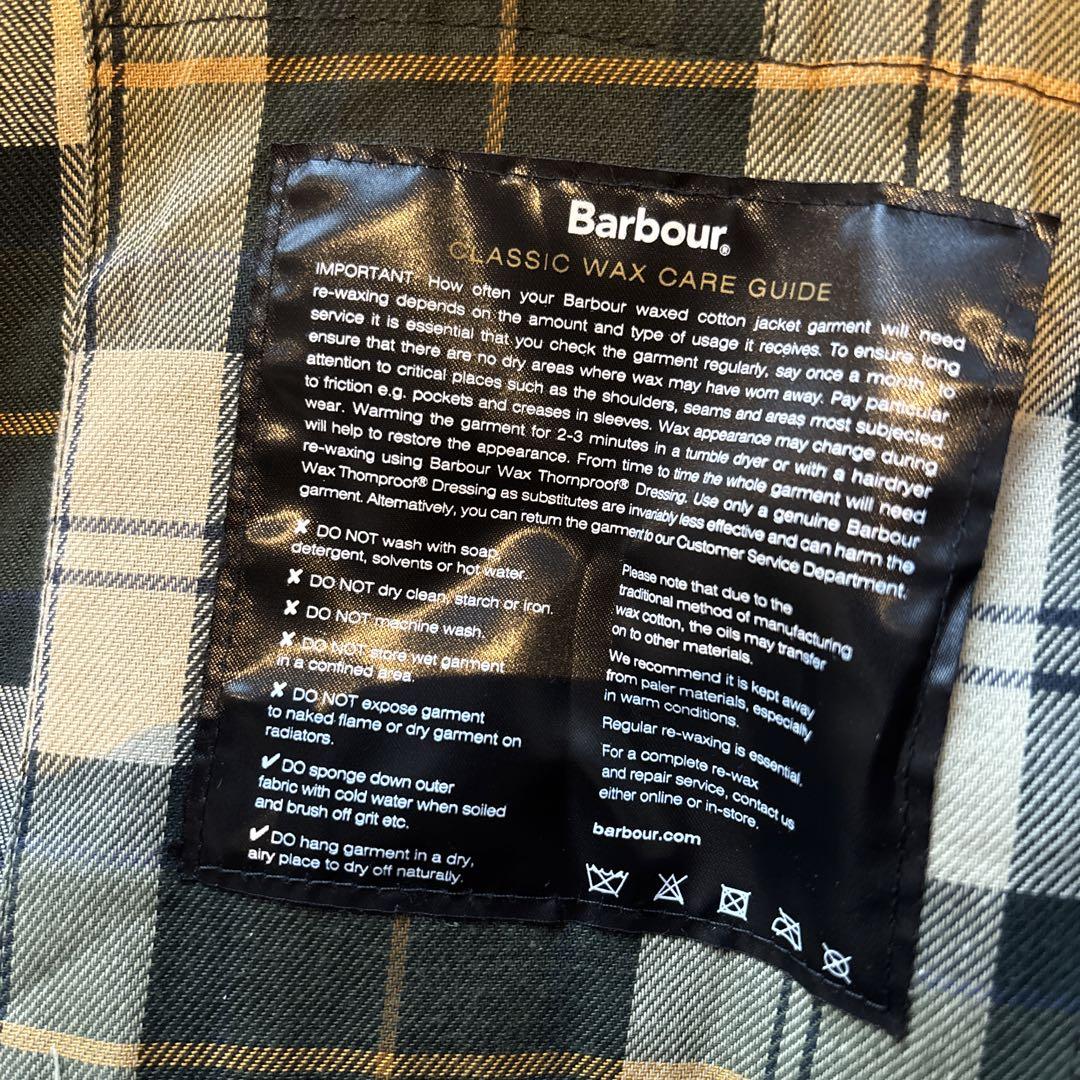 Barbour®
CLASSIC WAX CARE GUIDE
IMPORTANT: How often your Barbour waxed cotton jacket garment will need
re-waxing depends on the amount and type of usage it receives. To ensure long
service it is essential that you check the garment regularly, say once a month, to
ensure that there are no dry areas where wax may have worn away. Pay particular
attention to critical places such as the shoulders, seams and areas most subjected
to friction e.g. pockets and creases in sleeves. Wax appearance may change during
wear. Warming the garment for 2-3 minutes in a tumble dryer or with a hairdryer
will help to restore the appearance. From time to time the whole garment will need
re-waxing using Barbour Wax Thornproof® Dressing. Use only a genuine Barbour
Wax Thornproof® Dressing as substitutes are invariably less effective and can harm the
garment. Alternatively, you can return the garment to our Customer Service Department.
✘ DO NOT wash with soap,
detergent, solvents or hot water.
✘ DO NOT dry clean, starch or iron.
✘ DO NOT machine wash.
✘ DO NOT store wet garment
in a confined area.
✘ DO NOT expose garment
to naked flame or dry garment on
radiators.
✔ DO sponge down outer
fabric with cold water when soiled
and brush off grit etc.
✔ DO hang garment in a dry,
airy place to dry off naturally.
Please note that due to the
traditional method of manufacturing
wax cotton, the oils may transfer
on to other materials.
We recommend it is kept away
from paler materials, especially
in warm conditions.
Regular re-waxing is essential.
For a complete re-wax
and repair service, contact us
either online or in-store.
barbour.com